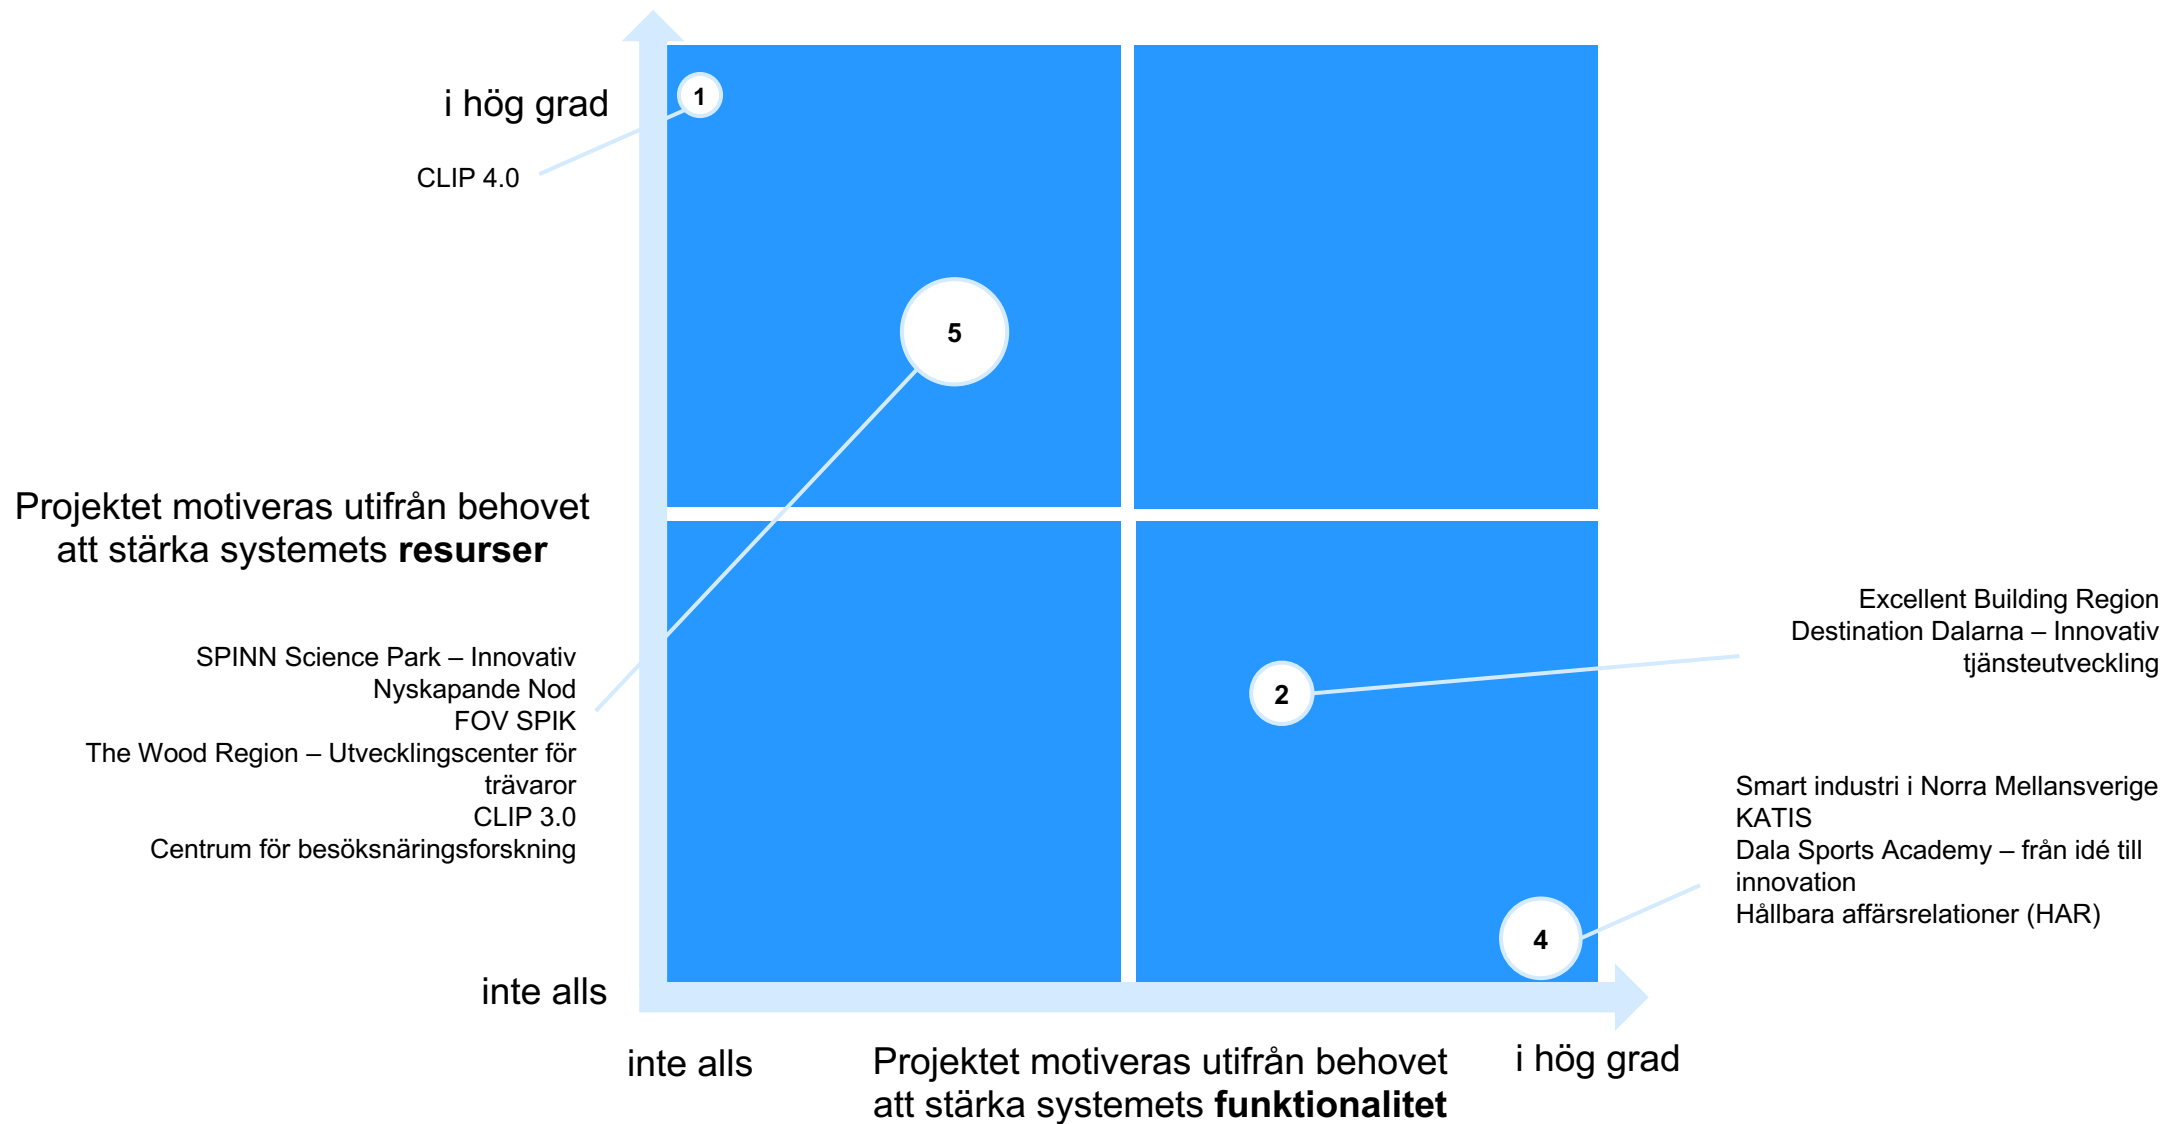 i hög grad
1
CLIP 4.0
5
Projektet motiveras utifrån behovet
att stärka systemets resurser
SPINN Science Park – Innovativ
Nyskapande Nod
FOV SPIK
The Wood Region – Utvecklingscenter för
trävaror
CLIP 3.0
Centrum för besöksnäringsforskning
Excellent Building Region
Destination Dalarna – Innovativ
tjänsteutveckling
2
Smart industri i Norra Mellansverige
KATIS
Dala Sports Academy – från idé till
innovation
Hållbara affärsrelationer (HAR)
4
inte alls
inte alls
Projektet motiveras utifrån behovet
att stärka systemets funktionalitet
i hög grad